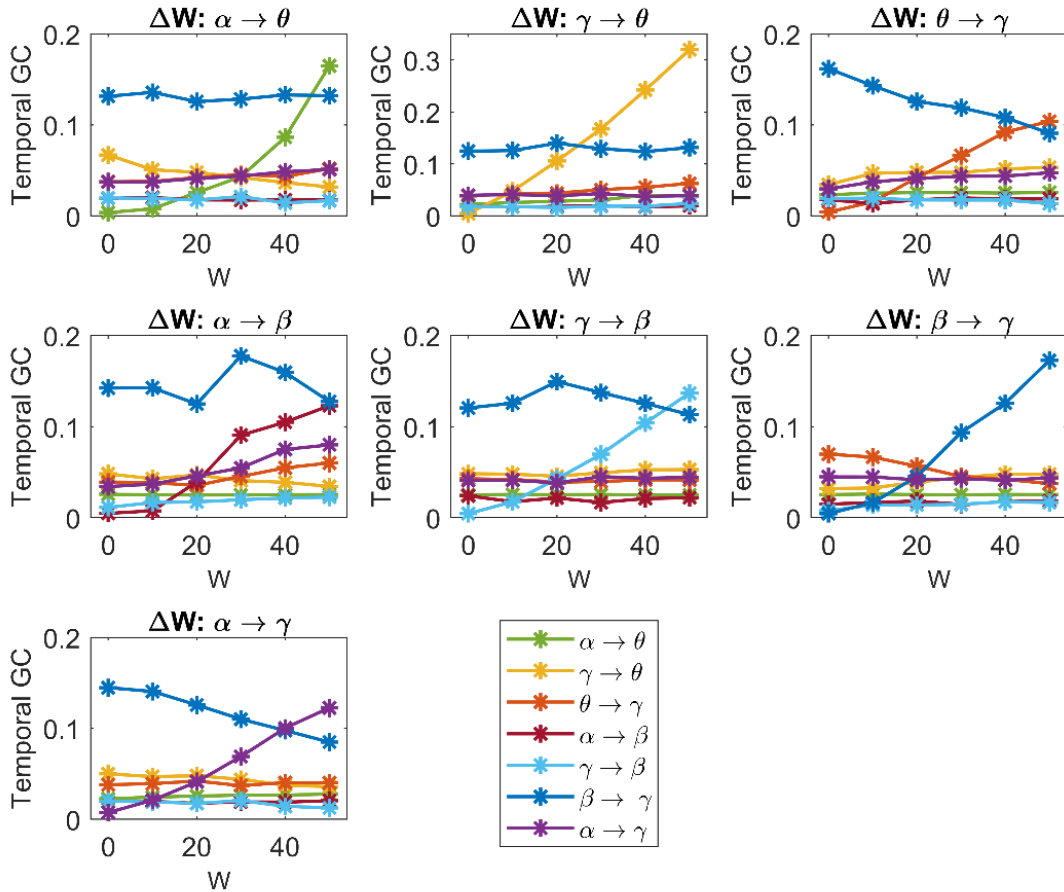 ΔW: α → θ
Temporal GC
0.2
0.1
0
0 20 40
W
ΔW: γ → θ
Temporal GC
0.3
0.2
0.1
0
0 20 40
W
ΔW: θ → γ
Temporal GC
0.2
0.1
0
0 20 40
W
ΔW: α → β
Temporal GC
0.2
0.1
0
0 20 40
W
ΔW: γ → β
Temporal GC
0.2
0.1
0
0 20 40
W
ΔW: β → γ
Temporal GC
0.2
0.1
0
0 20 40
W
ΔW: α → γ
Temporal GC
0.2
0.1
0
0 20 40
W
α → θ
γ → θ
θ → γ
α → β
γ → β
β → γ
α → γ